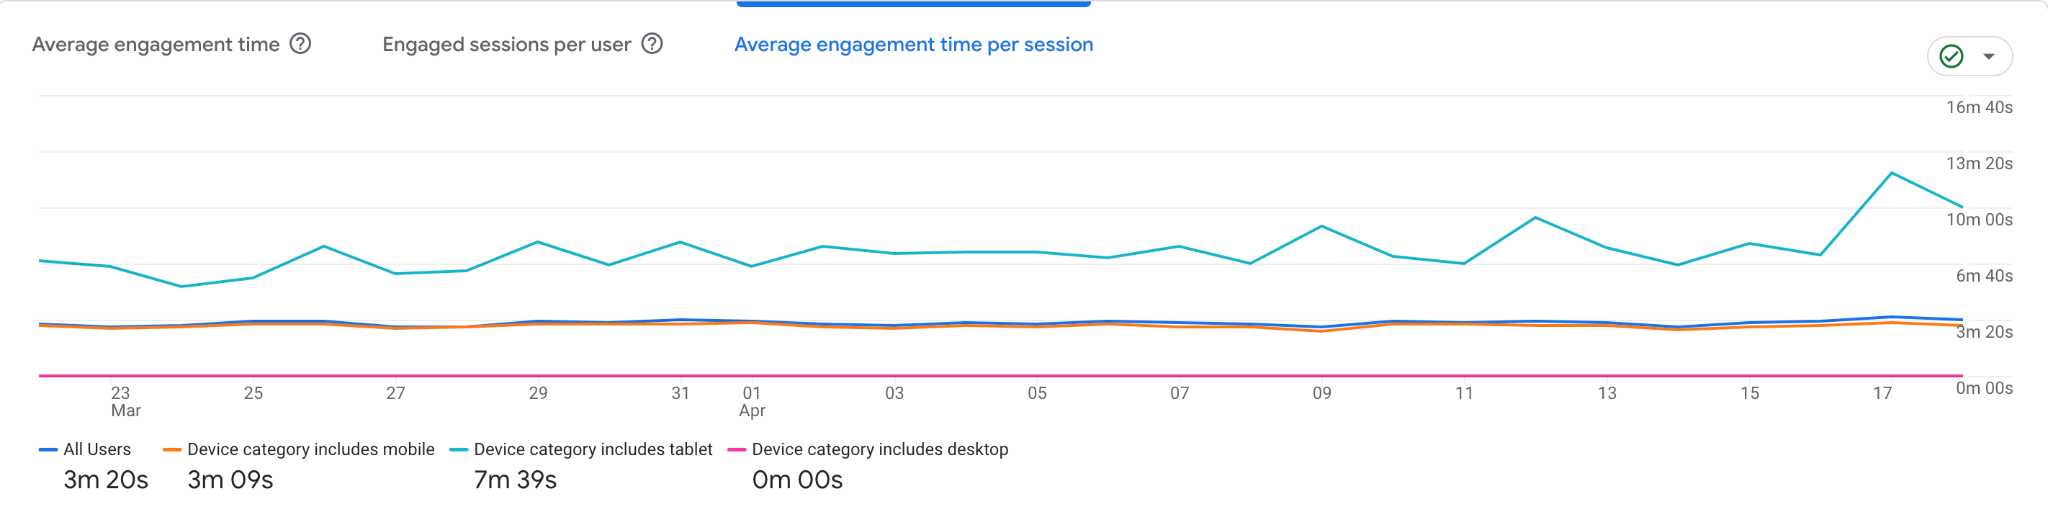 Average engagement time
Engaged sessions per user
Average engagement time per session
16m 40s
13m 20s
10m 00s
6m 40s
3m 20s
0m 00s
23 25 27 29 31 01 03 05 07 09 11 13 15 17
Mar Apr
All Users Device category includes mobile Device category includes tablet Device category includes desktop
3m 20s 3m 09s 7m 39s 0m 00s